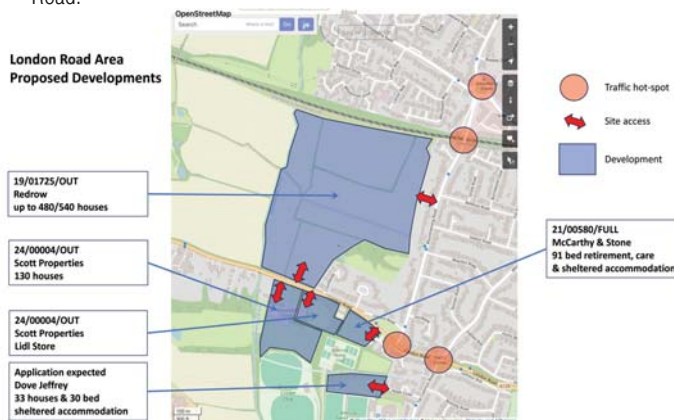 Road.
OpenStreetMap
Search
Go
London Road Area
Proposed Developments
Traffic hot-spot
Site access
Development
19/01725/OUT
Redrow
up to 480/540 houses
21/00580/FULL
McCarthy & Stone
91 bed retirement, care
& sheltered accommodation
24/00004/OUT
Scott Properties
130 houses
24/00004/OUT
Scott Properties
Lidl Store
Application expected
Dove Jeffrey
33 houses & 30 bed
sheltered accommodation